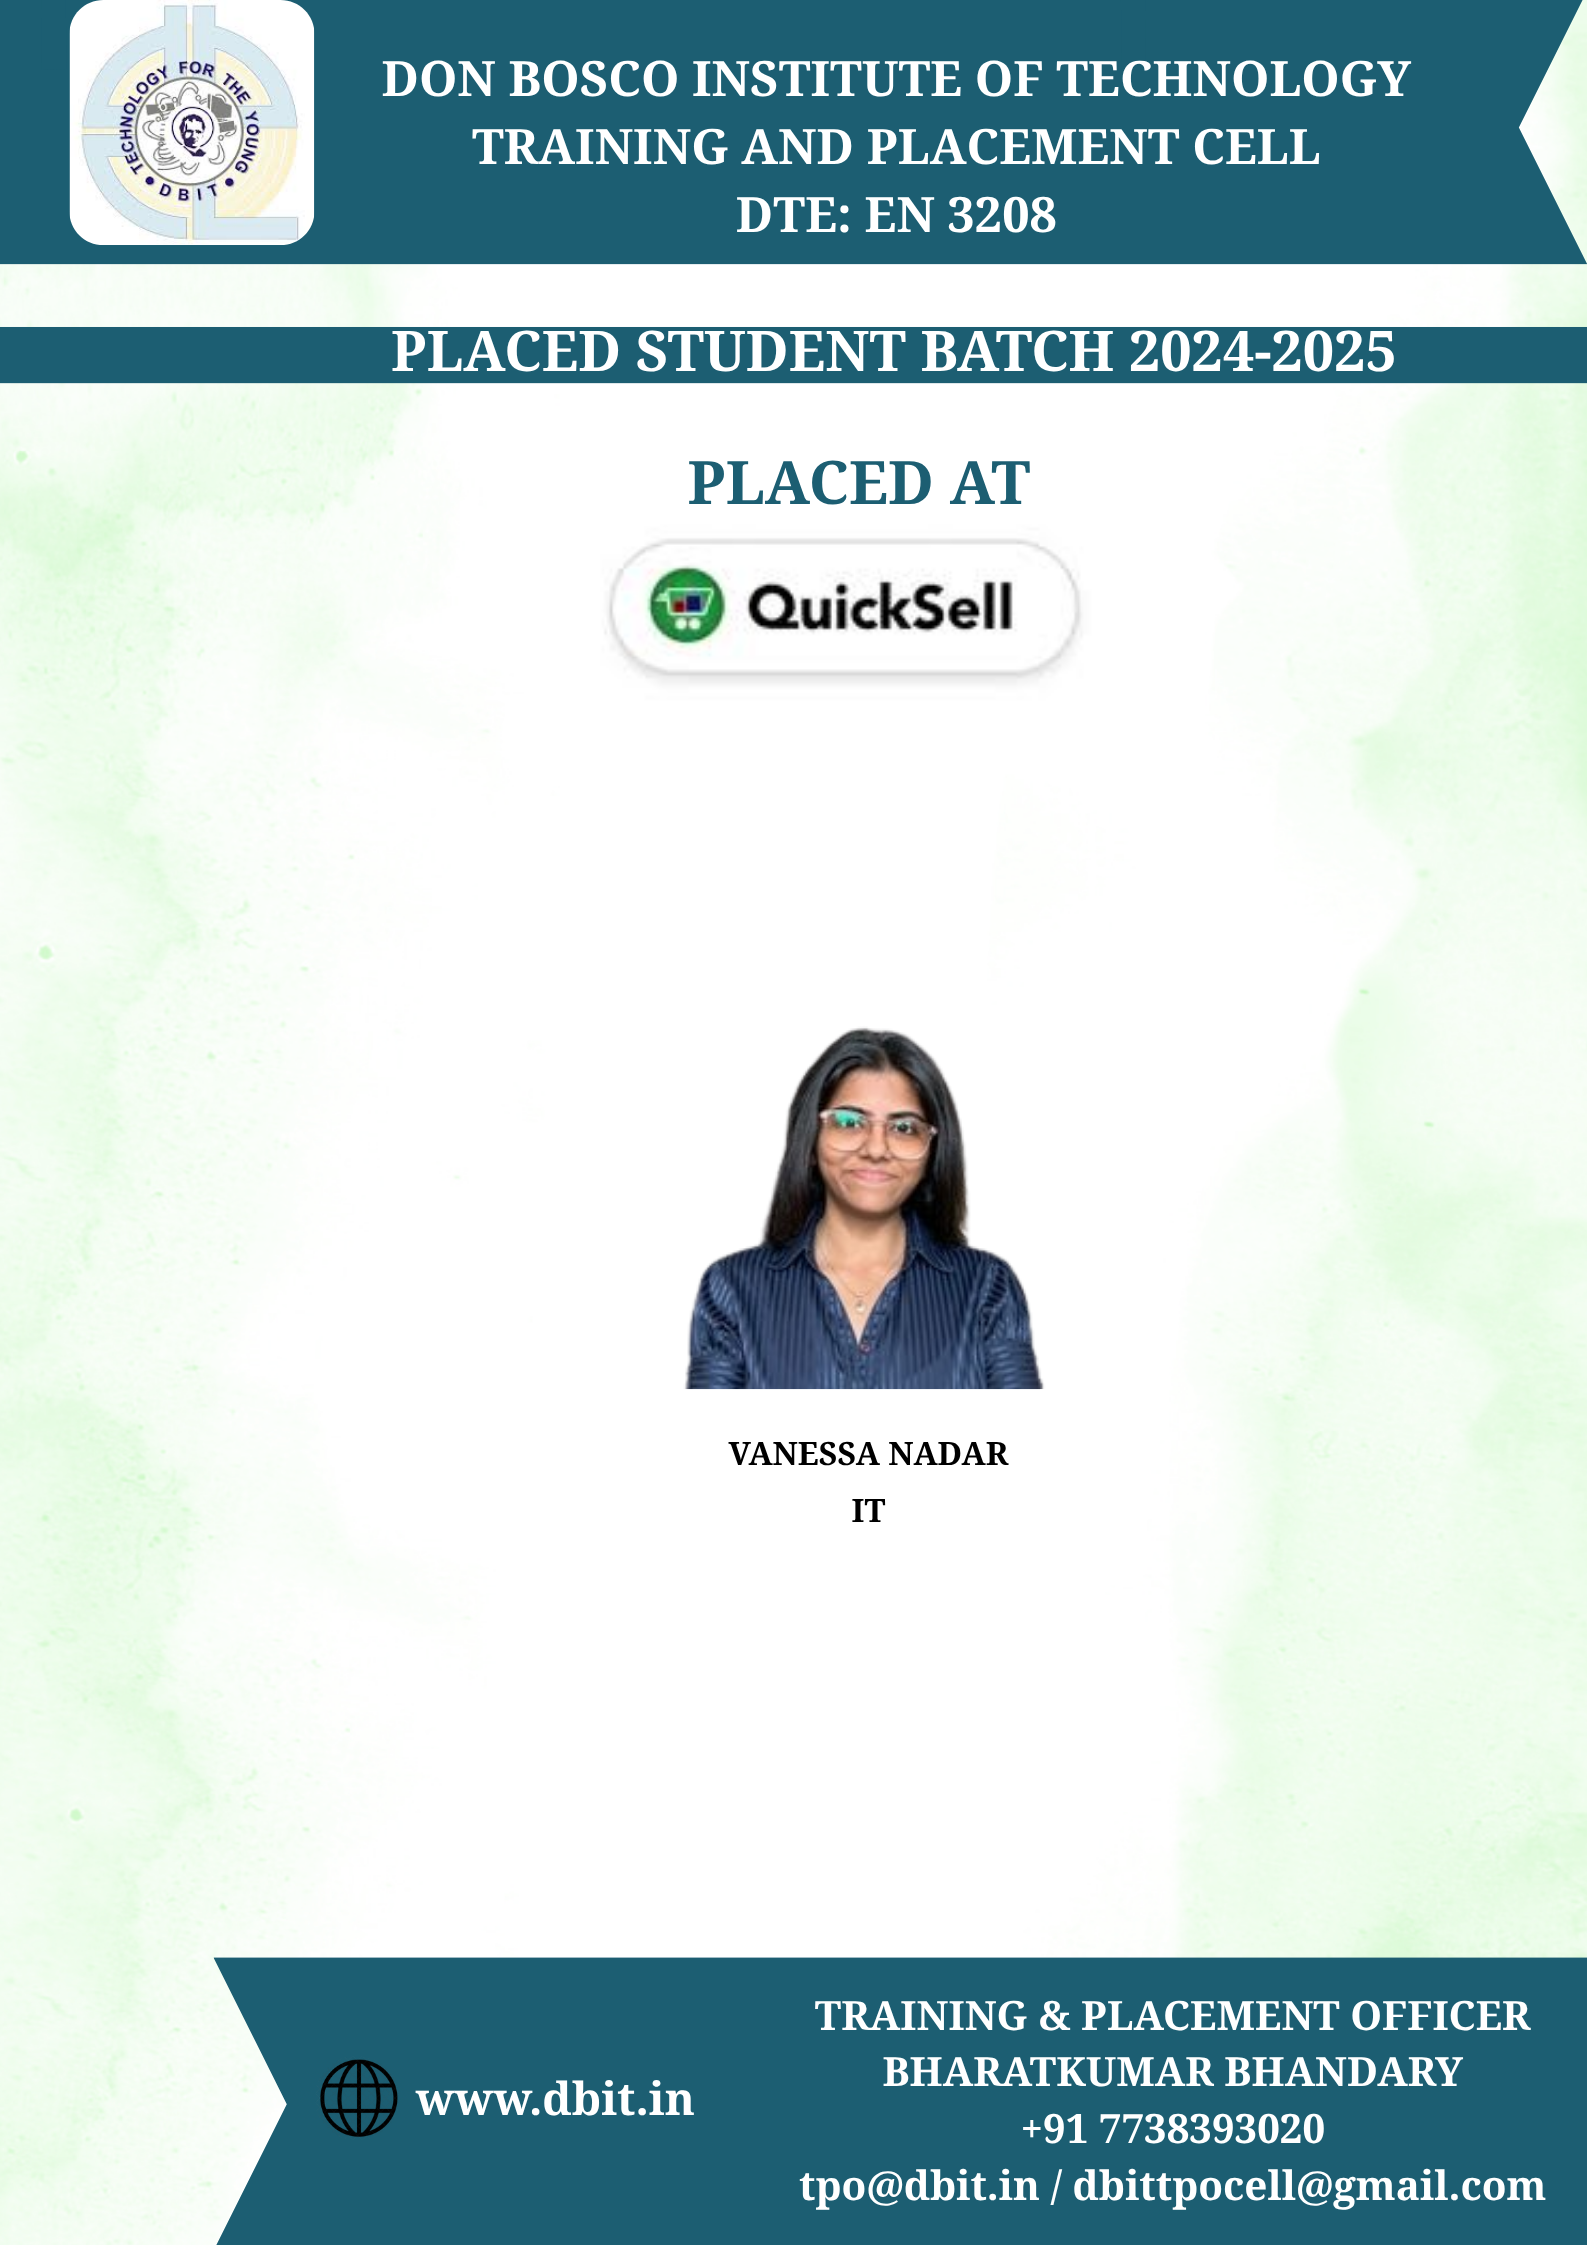 TECHNOLOGY FOR THE YOUNG
• DBIT •
DON BOSCO INSTITUTE OF TECHNOLOGY
TRAINING AND PLACEMENT CELL
DTE: EN 3208
PLACED STUDENT BATCH 2024-2025
PLACED AT
QuickSell
VANESSA NADAR
IT
www.dbit.in
TRAINING & PLACEMENT OFFICER
BHARATKUMAR BHANDARY
+91 7738393020
tpo@dbit.in / dbittpocell@gmail.com